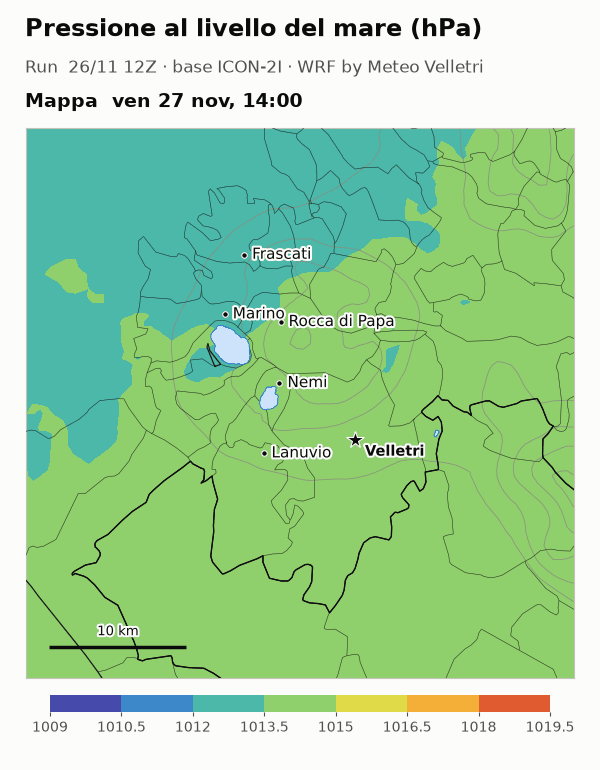 Pressione al livello del mare (hPa)
Run  26/11 12Z · base ICON-2I · WRF by Meteo Velletri
Mappa  ven 27 nov, 14:00
Frascati
Marino
Rocca di Papa
Nemi
Velletri
Lanuvio
10 km
1009 1010.5 1012 1013.5 1015 1016.5 1018 1019.5